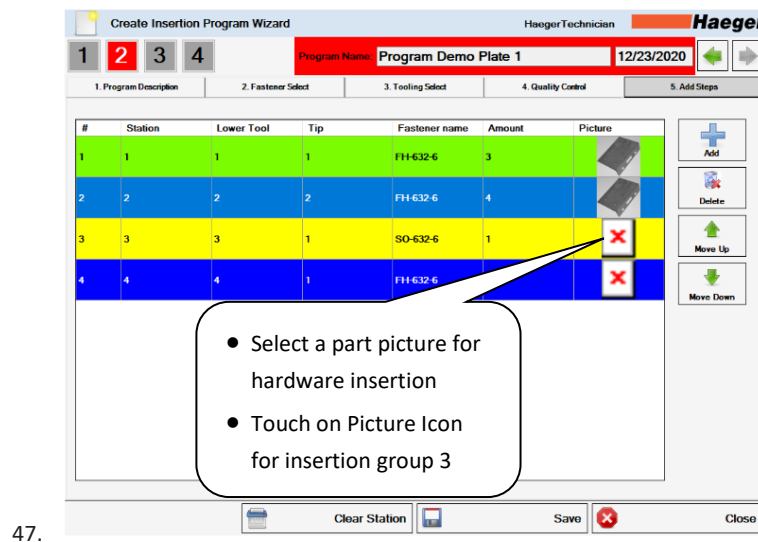 Create Insertion Program Wizard HaegerTechnician Haeger
1 2 3 4 Program Name: Program Demo Plate 1 12/23/2020
1. Program Description 2. Fastener Select 3. Tooling Select 4. Quality Control 5. Add Steps
# Station Lower Tool Tip Fastener name Amount Picture
1 1 1 1 FH-632-6 3
Add
2 2 2 2 FH-632-6 4
Delete
3 3 3 1 SO-632-6 1
Move Up
4 4 4 1 FH-632-6
Move Down
• Select a part picture for
hardware insertion
• Touch on Picture Icon
for insertion group 3
Clear Station Save Close
47.